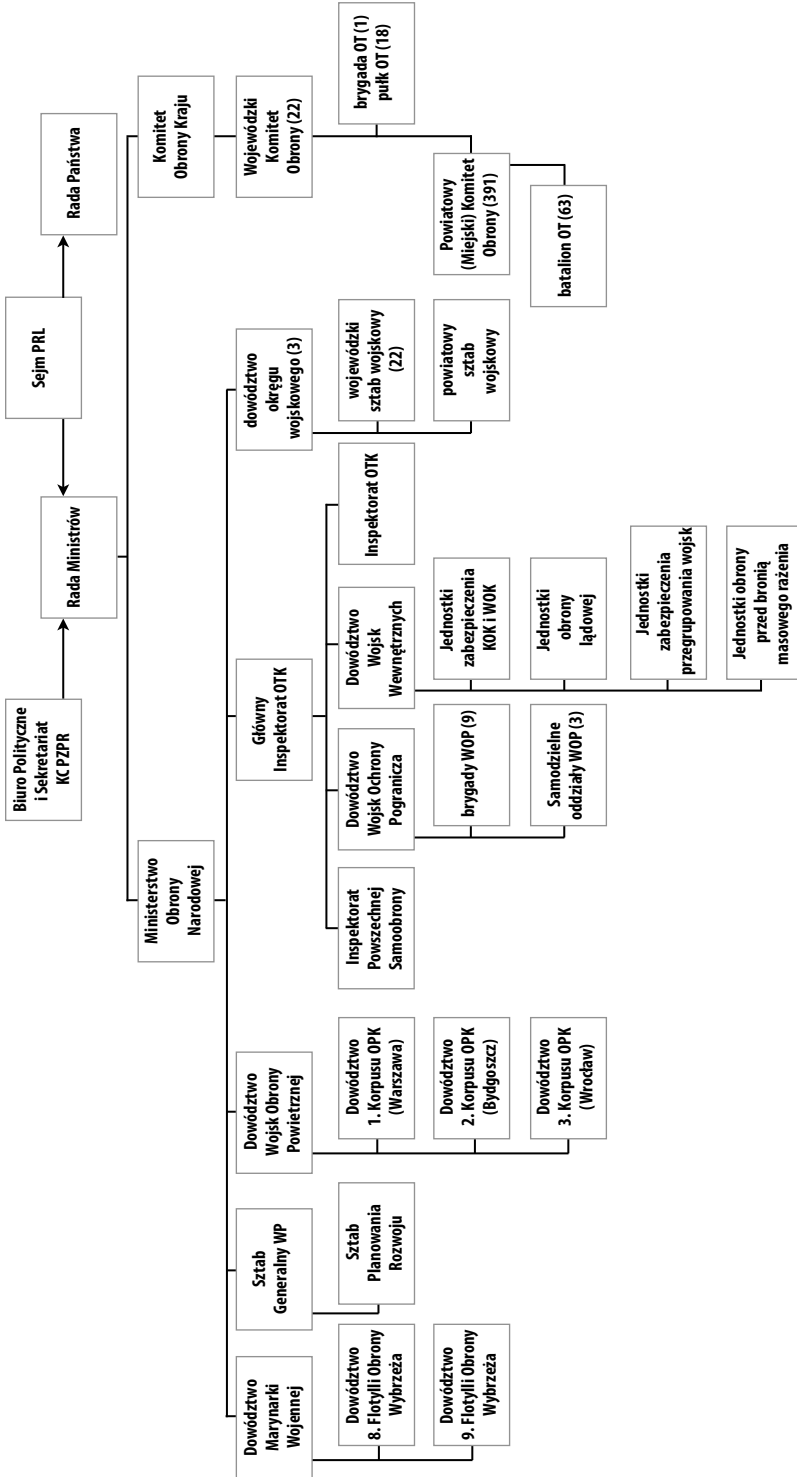 Biuro Polityczne
i Sekretariat
KC PZPR
Sejm PRL
Rada Ministrów
Rada Państwa
Ministerstwo
Obrony
Narodowej
Komitet
Obrony Kraju
Dowództwo
Marynarki
Wojennej
Sztab
Generalny WP
Dowództwo
Wojsk Obrony
Powietrznej
Główny
Inspektorat OTK
dowództwo
okręgu
wojskowego (3)
Wojewódzki
Komitet
Obrony (22)
Dowództwo
8. Flotylli Obrony
Wybrzeża
Dowództwo
9. Flotylli Obrony
Wybrzeża
Sztab
Planowania
Rozwoju
Dowództwo
1. Korpusu OPK
(Warszawa)
Dowództwo
2. Korpusu OPK
(Bydgoszcz)
Dowództwo
3. Korpusu OPK
(Wrocław)
Inspektorat
Powszechnej
Samoobrony
Dowództwo
Wojsk Ochrony
Pogranicza
brygady WOP (9)
Samodzielne
oddziały WOP (3)
Dowództwo
Wojsk
Wewnętrznych
Jednostki
zabezpieczenia
KOK i WOK
Jednostki
obrony
lądowej
Jednostki
zabezpieczenia
przegrupowania wojsk
Jednostki obrony
przed bronią
masowego rażenia
Inspektorat OTK
wojewódzki
sztab wojskowy
(22)
powiatowy
sztab
wojskowy
brygada OT (1)
pułk OT (18)
Powiatowy
(Miejski) Komitet
Obrony (391)
batalion OT (63)